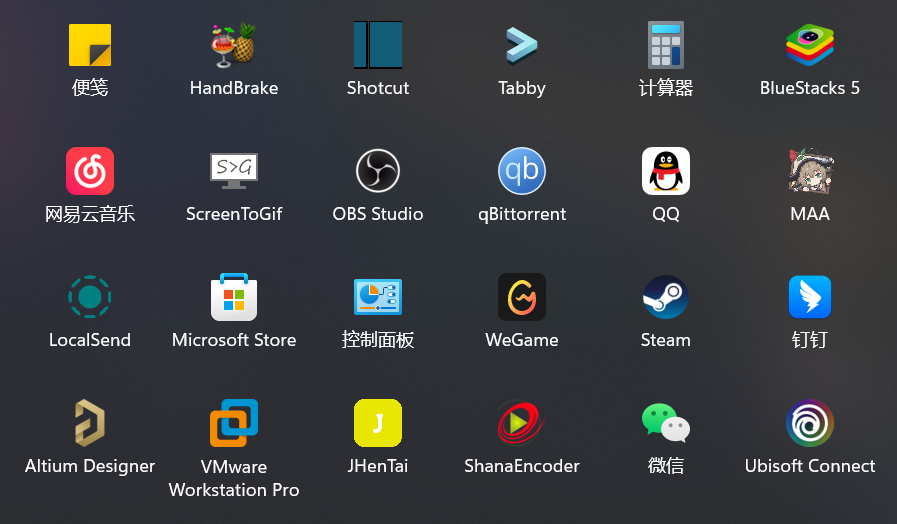 便笺
HandBrake
Shotcut
Tabby
计算器
BlueStacks 5
网易云音乐
S>G
ScreenToGif
OBS Studio
qb
qBittorrent
QQ
MAA
LocalSend
Microsoft Store
控制面板
WeGame
Steam
钉钉
Altium Designer
VMware
Workstation Pro
J
JHenTai
ShanaEncoder
微信
Ubisoft Connect